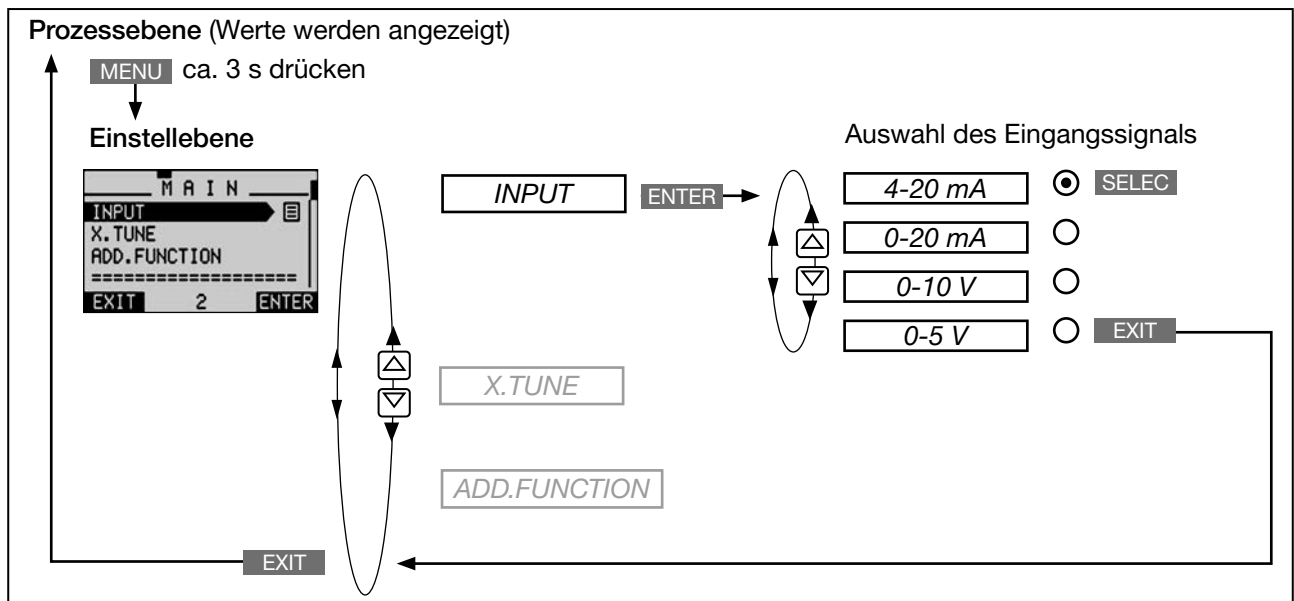 Prozessebene (Werte werden angezeigt)
MENU ca. 3 s drücken
Einstellebene
MAIN
INPUT
X.TUNE
ADD.FUNCTION
====================
EXIT 2 ENTER
INPUT ENTER
X.TUNE
ADD.FUNCTION
Auswahl des Eingangssignals
4-20 mA SELEC
0-20 mA
0-10 V
0-5 V EXIT
EXIT